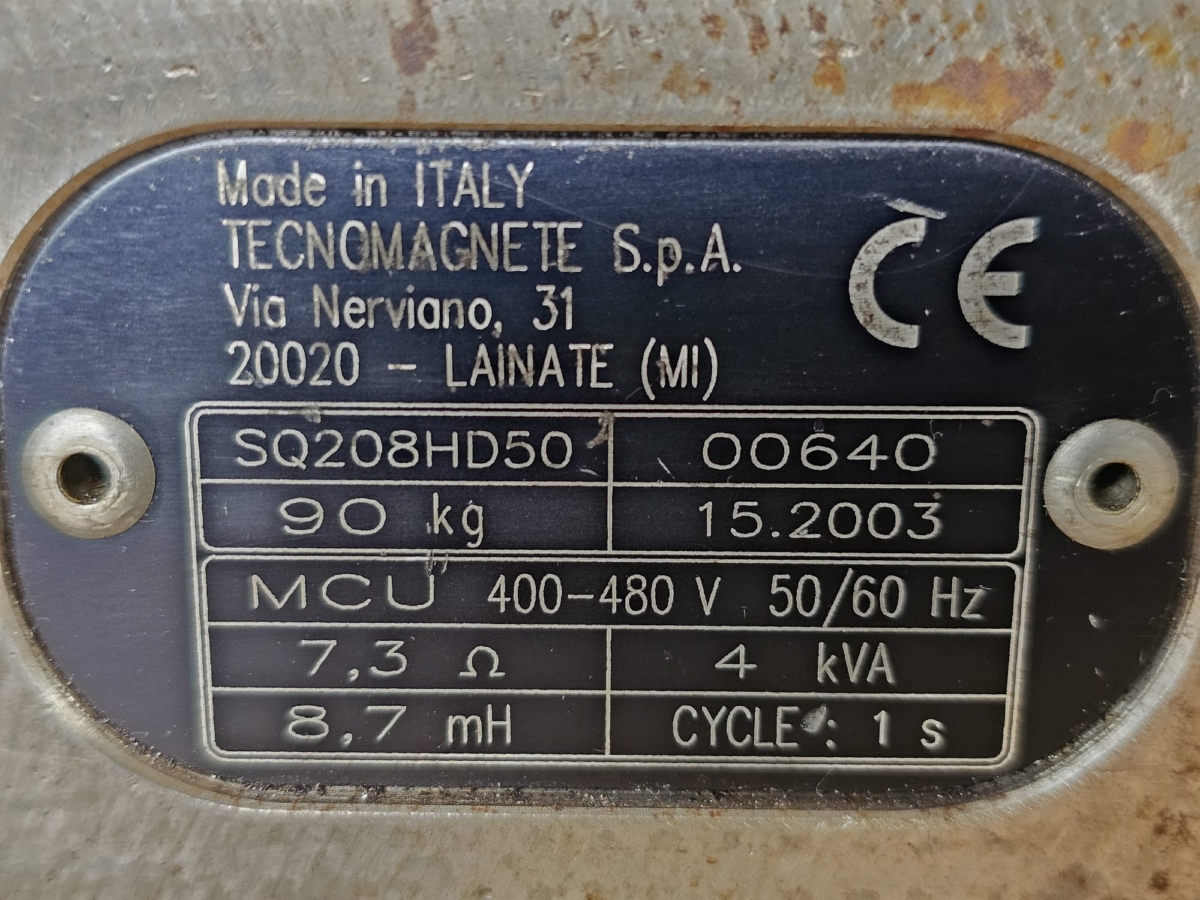 Made in ITALY
TECNOMAGNETE S.p.A.
Via Nerviano, 31
20020 - LAINATE (MI)
CE
SQ208HD50 00640
90 kg 15.2003
MCU 400-480 V 50/60 Hz
7,3 Ω 4 kVA
8,7 mH CYCLE : 1 s